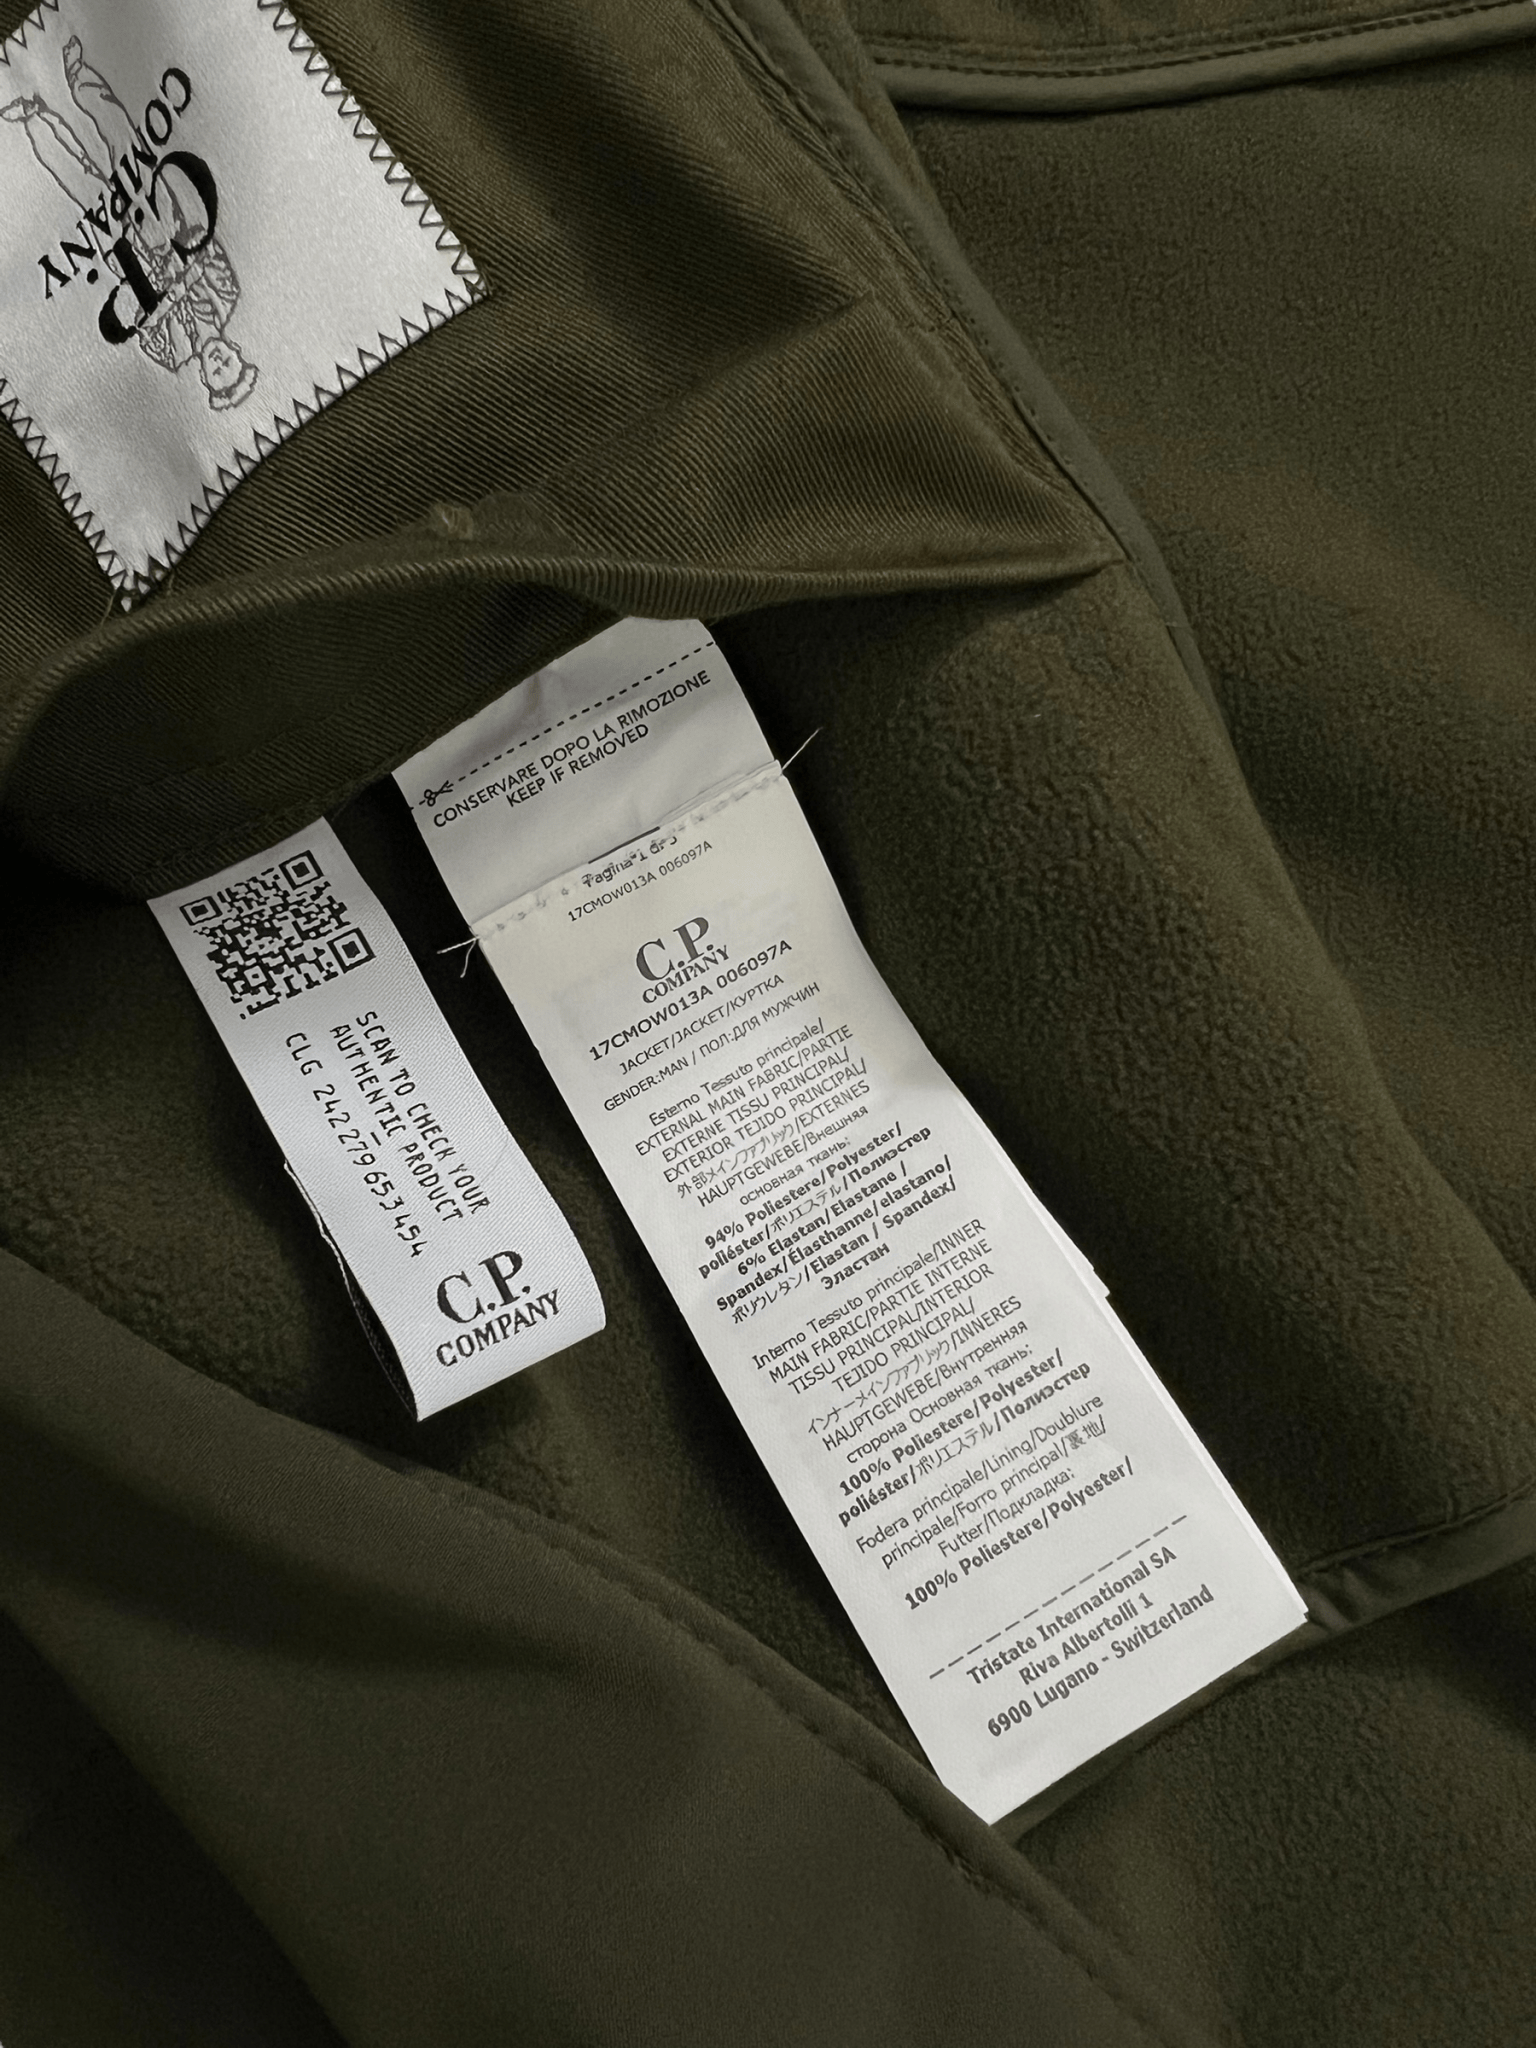 C.P.
COMPANY
CONSERVARE DOPO LA RIMOZIONE
KEEP IF REMOVED
Pagina 1 di 3
17CMOW013A 006097A
C.P.
COMPANY
17CMOW013A 006097A
JACKET/JACKET/КУРТКА
GENDER:MAN / ПОЛ:ДЛЯ МУЖЧИН
Esterno Tessuto principale/
EXTERNAL MAIN FABRIC/PARTIE
EXTERNE TISSU PRINCIPAL/
EXTERIOR TEJIDO PRINCIPAL/
外部メインファブリック/EXTERNES
HAUPTGEWEBE/Внешняя
основная ткань:
94% Poliestere/Polyester/
poliéster/ポリエステル/Полиэстер
6% Elastan/Elastane /
Spandex/Élasthanne/elastano/
ポリウレタン/Elastan / Spandex/
Эластан
Interno Tessuto principale/INNER
MAIN FABRIC/PARTIE INTERNE
TISSU PRINCIPAL/INTERIOR
TEJIDO PRINCIPAL/
インナーメインファブリック/INNERES
HAUPTGEWEBE/Внутренняя
сторона Основная ткань:
100% Poliestere/Polyester/
poliéster/ポリエステル/Полиэстер
Fodera principale/Lining/Doublure
principale/Forro principal/裏地/
Futter/Подкладка:
100% Poliestere/Polyester/
Tristate International SA
Riva Albertolli 1
6900 Lugano - Switzerland
SCAN TO CHECK YOUR
AUTHENTIC PRODUCT
CLG 242279653454
C.P.
COMPANY